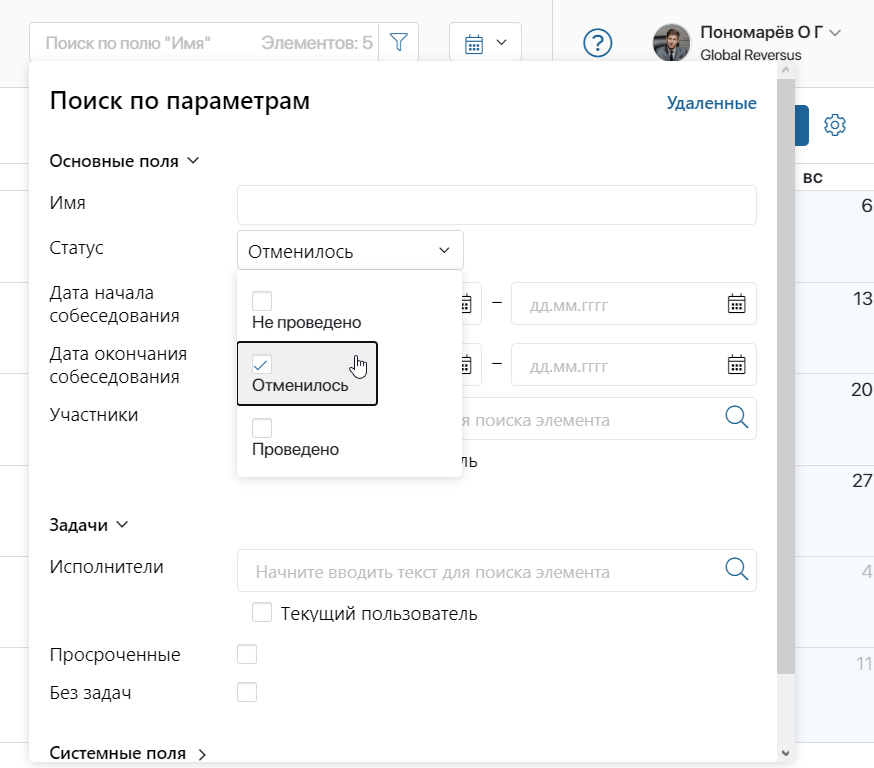 Поиск по полю "Имя"
Элементов: 5
?
Пономарёв О Г
Global Reversus
Поиск по параметрам
Удаленные
Основные поля
ВС
Имя
6
Статус
Отменилось
Дата начала
собеседования
–
дд.мм.гггг
13
Не проведено
Дата окончания
собеседования
–
дд.мм.гггг
Отменилось
20
Участники
я поиска элемента
Проведено
ль
27
Задачи
Исполнители
Начните вводить текст для поиска элемента
4
Текущий пользователь
Просроченные
11
Без задач
Системные поля